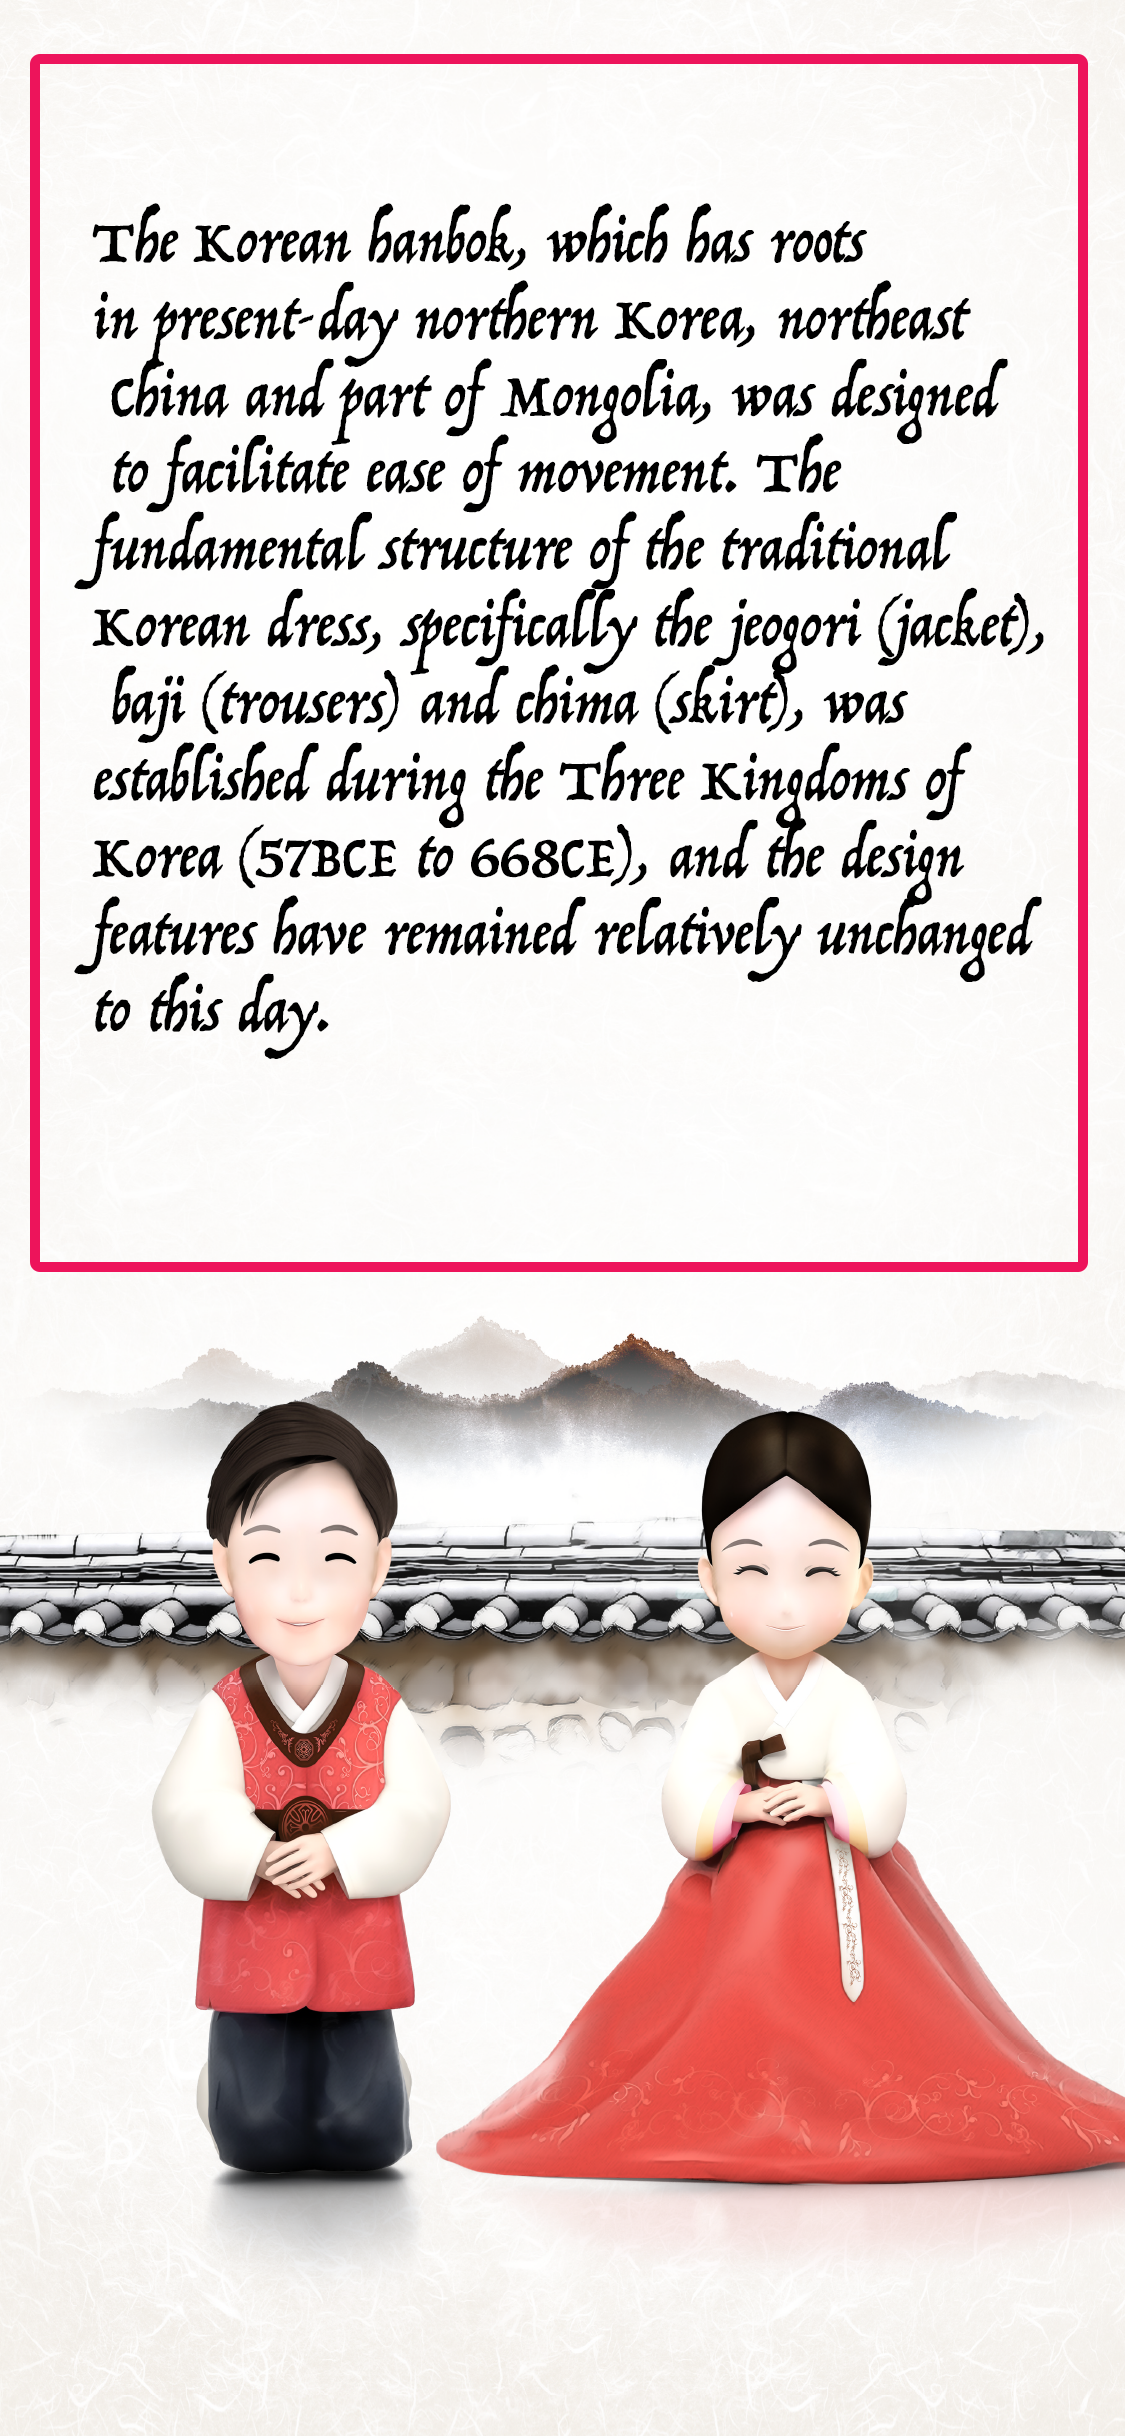 The Korean hanbok, which has roots
in present-day northern Korea, northeast
China and part of Mongolia, was designed
to facilitate ease of movement. The
fundamental structure of the traditional
Korean dress, specifically the jeogori (jacket),
baji (trousers) and chima (skirt), was
established during the Three Kingdoms of
Korea (57BCE to 668CE), and the design
features have remained relatively unchanged
to this day.